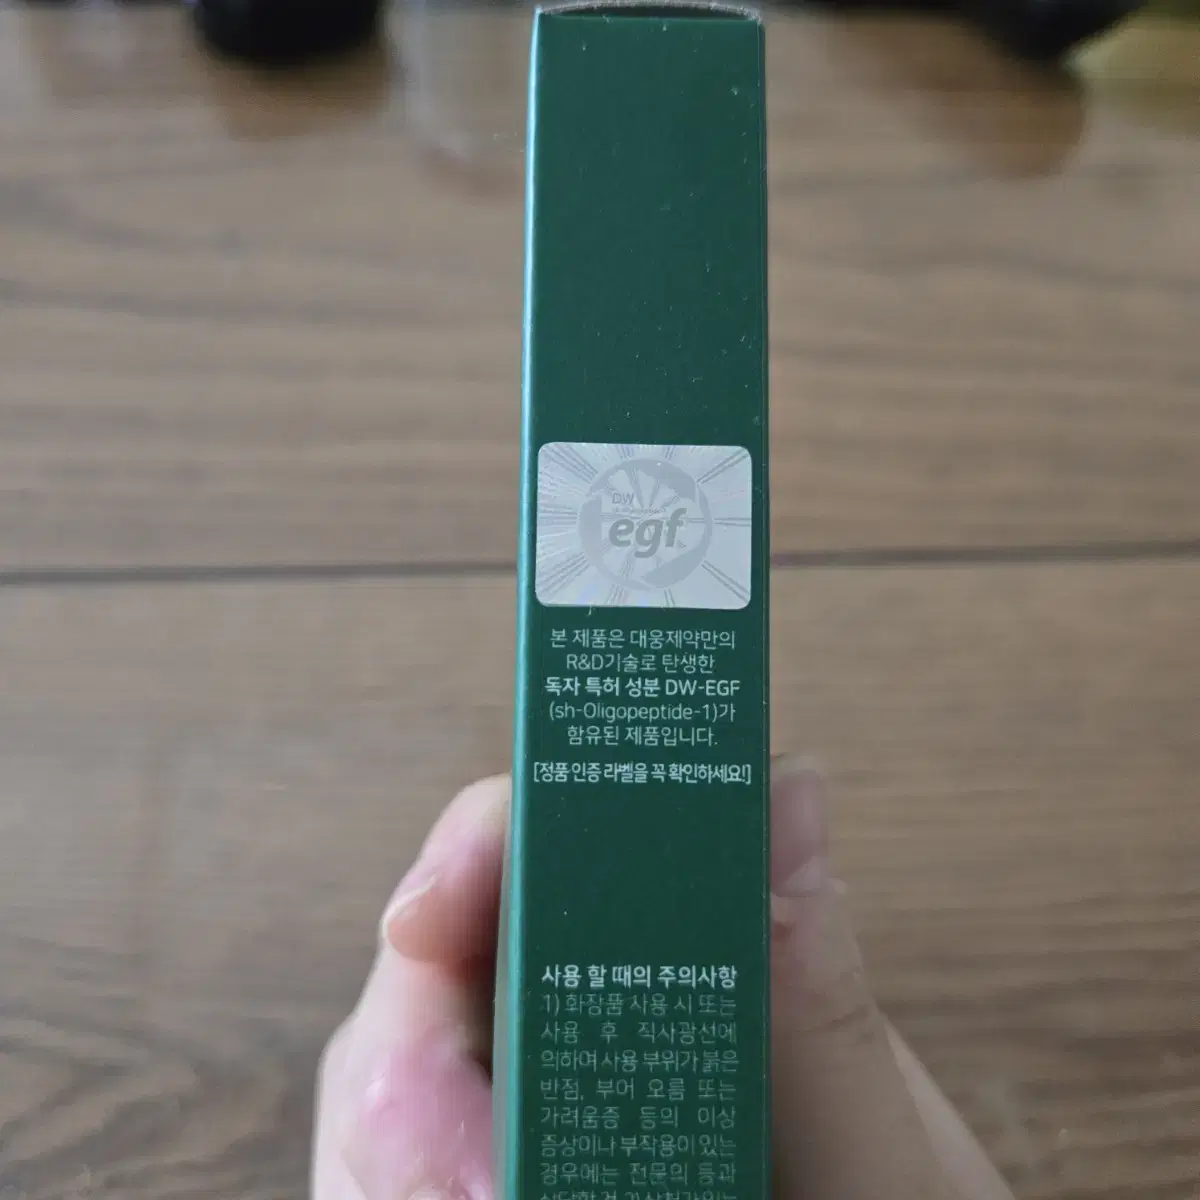 DW
egf
본 제품은 대웅제약만의
R&D기술로 탄생한
독자 특허 성분 DW-EGF
(sh-Oligopeptide-1)가
함유된 제품입니다.
[정품 인증 라벨을 꼭 확인하세요!]
사용 할 때의 주의사항
1) 화장품 사용 시 또는
사용 후 직사광선에
의하여 사용 부위가 붉은
반점, 부어 오름 또는
가려움증 등의 이상
증상이나 부작용이 있는
경우에는 전문의 등과